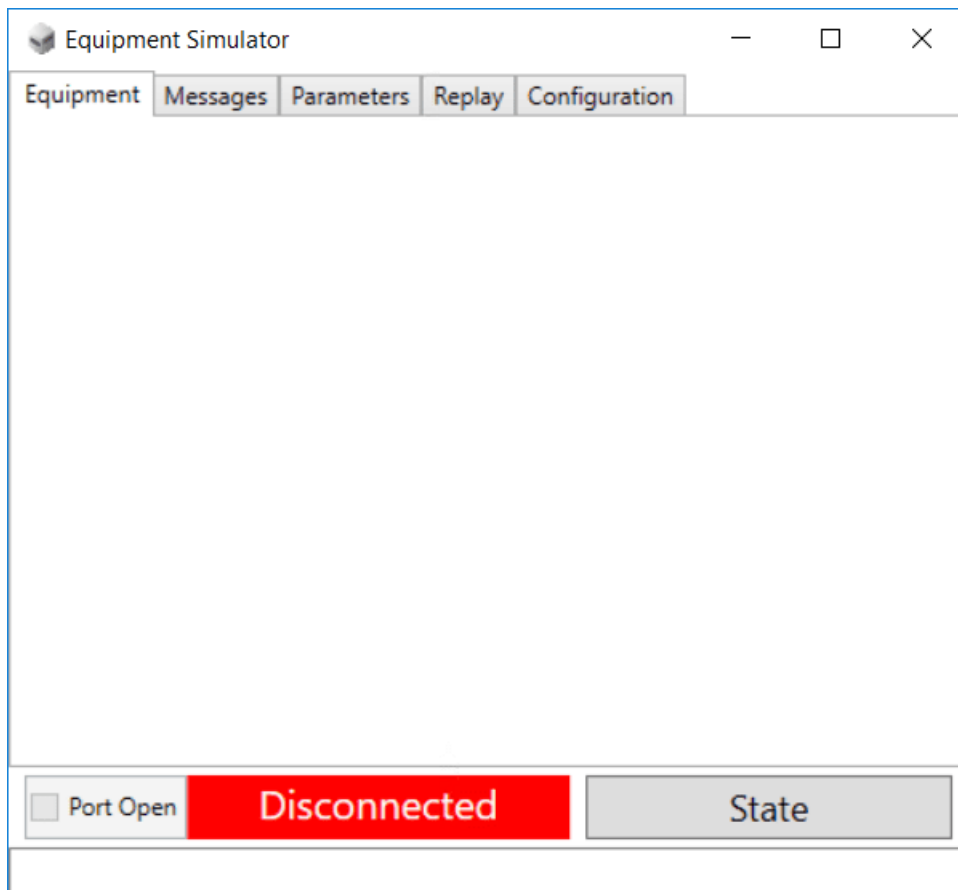 Equipment Simulator
Equipment Messages Parameters Replay Configuration
Port Open Disconnected State